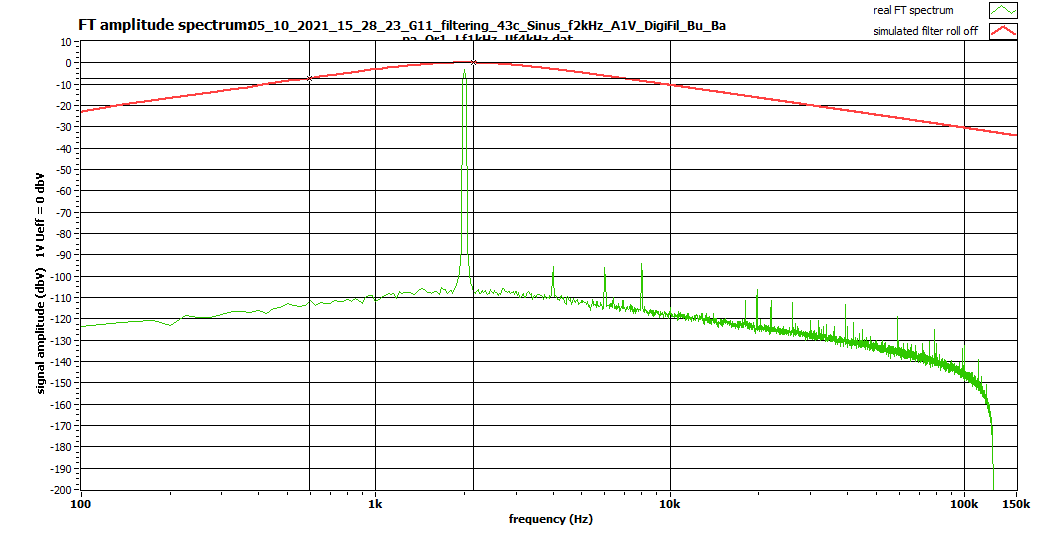 real FT spectrum
simulated filter roll off
FT amplitude spectrum:05_10_2021_15_28_23_G11_filtering_43c_Sinus_f2kHz_A1V_DigiFil_Bu_Ba
pa_Or1_Lf1kHz_Uf4kHz.dat
10
0
-10
-20
-30
-40
-50
-60
-70
-80
-90
-100
-110
-120
-130
-140
-150
-160
-170
-180
-190
-200
signal amplitude (dbV) 1V Ueff = 0 dbV
100
1k
10k
100k
150k
frequency (Hz)